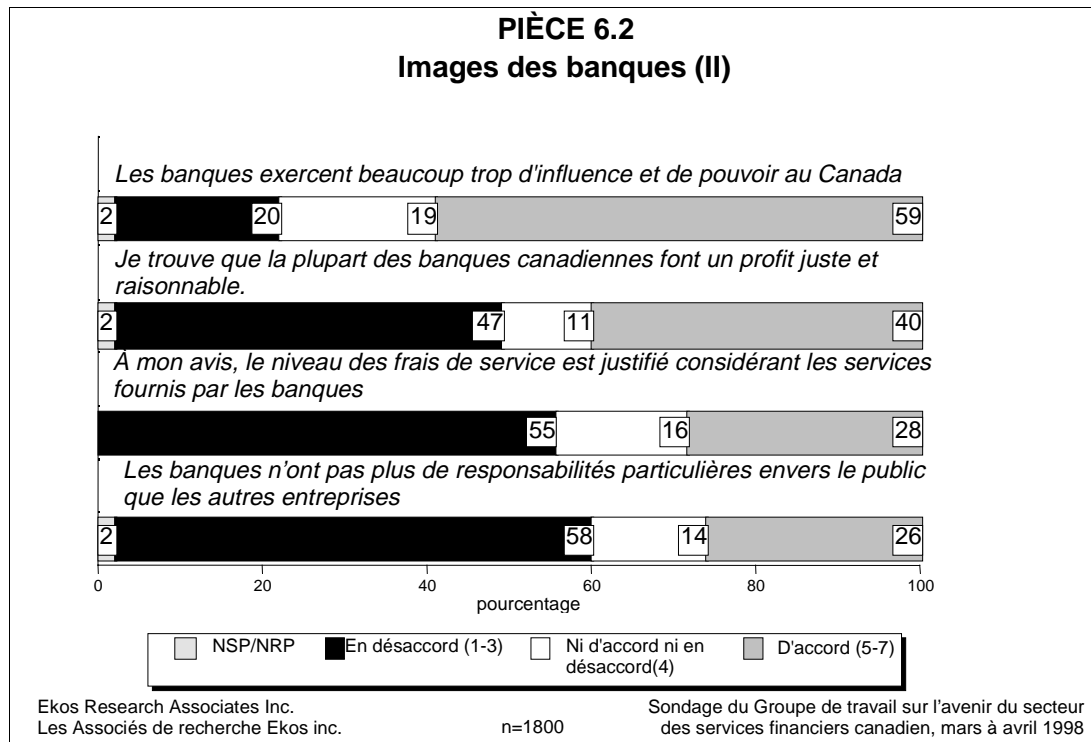 PIÈCE 6.2
Images des banques (II)
Les banques exercent beaucoup trop d'influence et de pouvoir au Canada
2 20 19 59
Je trouve que la plupart des banques canadiennes font un profit juste et
raisonnable.
2 47 11 40
À mon avis, le niveau des frais de service est justifié considérant les services
fournis par les banques
55 16 28
Les banques n'ont pas plus de responsabilités particulières envers le public
que les autres entreprises
2 58 14 26
0 20 40 60 80 100
pourcentage
NSP/NRP En désaccord (1-3) Ni d'accord ni en D'accord (5-7)
désaccord(4)
Ekos Research Associates Inc.
Les Associés de recherche Ekos inc.
n=1800
Sondage du Groupe de travail sur l'avenir du secteur
des services financiers canadien, mars à avril 1998